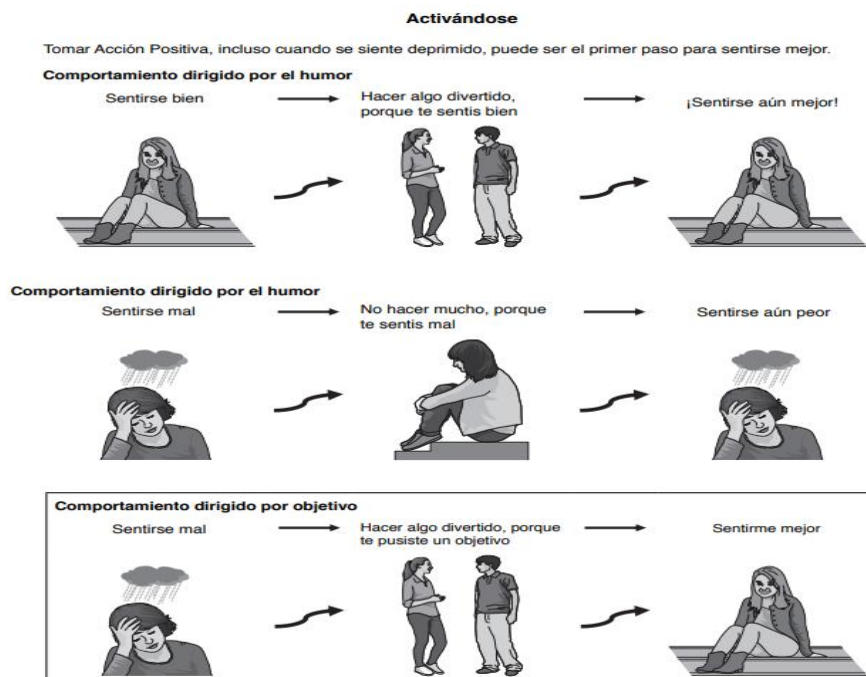 Activándose
Tomar Acción Positiva, incluso cuando se siente deprimido, puede ser el primer paso para sentirse mejor.
Comportamiento dirigido por el humor
Sentirse bien
Hacer algo divertido,
porque te sentis bien
¡Sentirse aún mejor!
Comportamiento dirigido por el humor
Sentirse mal
No hacer mucho, porque
te sentis mal
Sentirse aún peor
Comportamiento dirigido por objetivo
Sentirse mal
Hacer algo divertido, porque
te pusiste un objetivo
Sentirme mejor